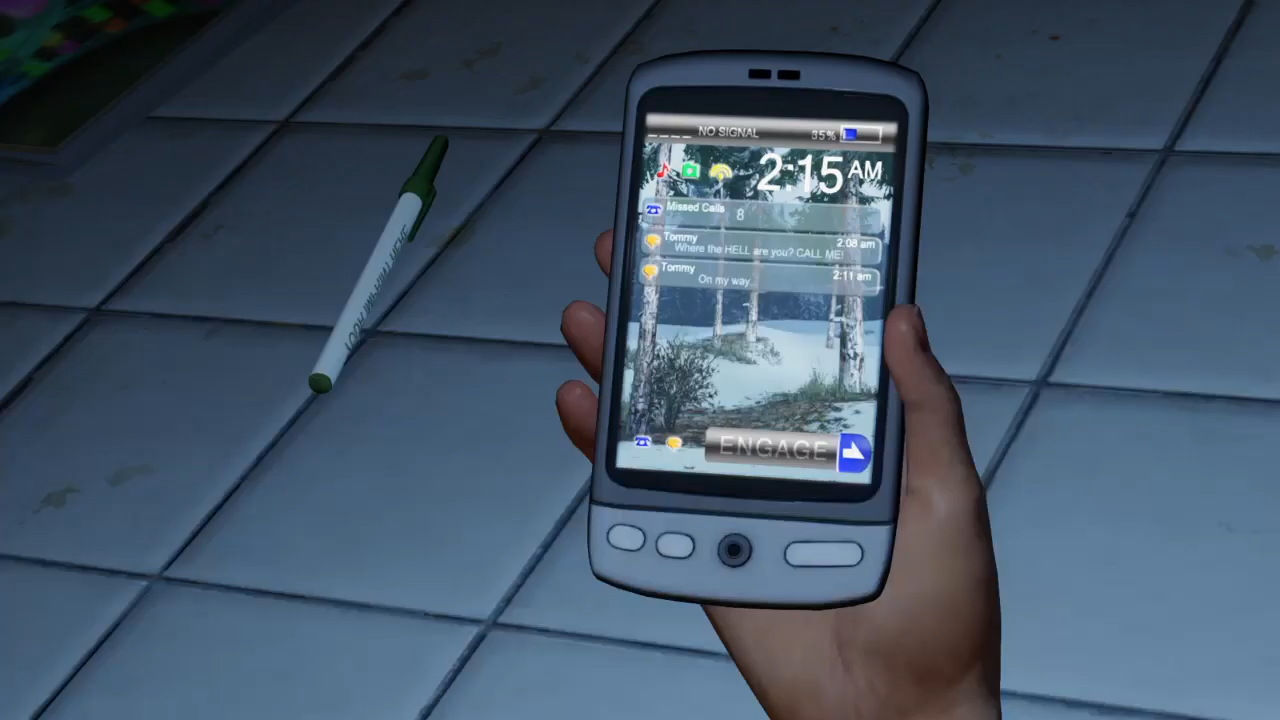 NO SIGNAL 35%
2:15 AM
Missed Calls
8
Tommy 2:08 am
Where the HELL are you? CALL ME!
Tommy 2:11 am
On my way
ENGAGE